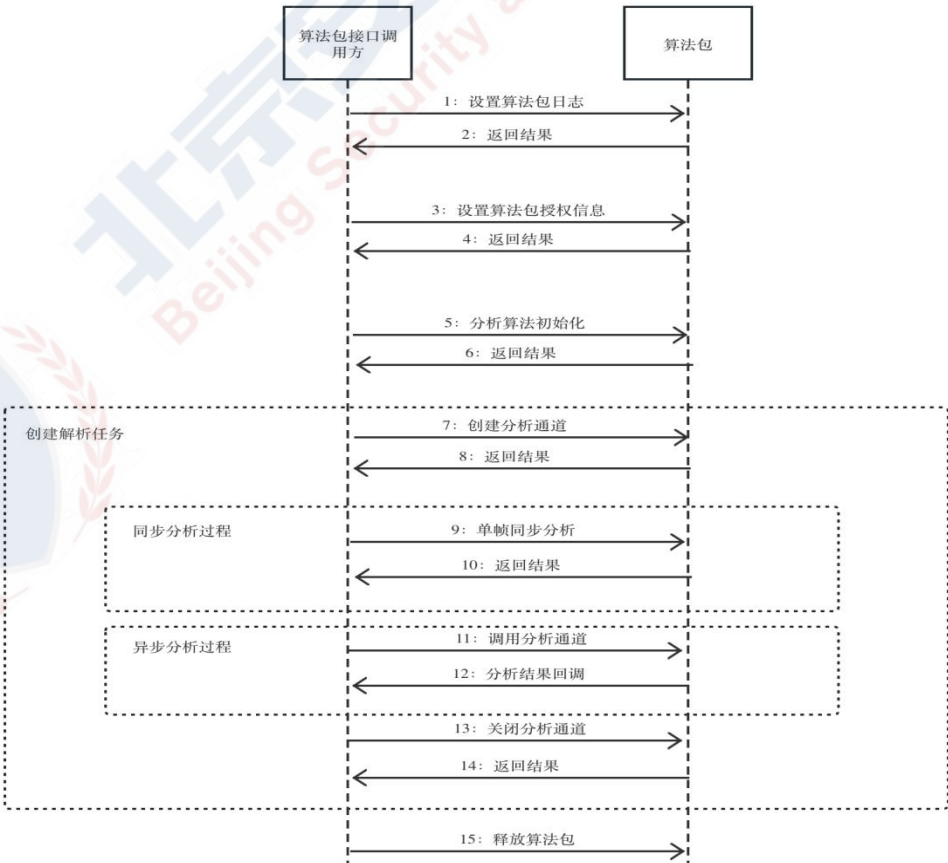 算法包接口调
用方
算法包
1：设置算法包日志
2：返回结果
3：设置算法包授权信息
4：返回结果
5：分析算法初始化
6：返回结果
创建解析任务
7：创建分析通道
8：返回结果
同步分析过程
9：单帧同步分析
10：返回结果
异步分析过程
11：调用分析通道
12：分析结果回调
13：关闭分析通道
14：返回结果
15：释放算法包
北京
Beijing Security